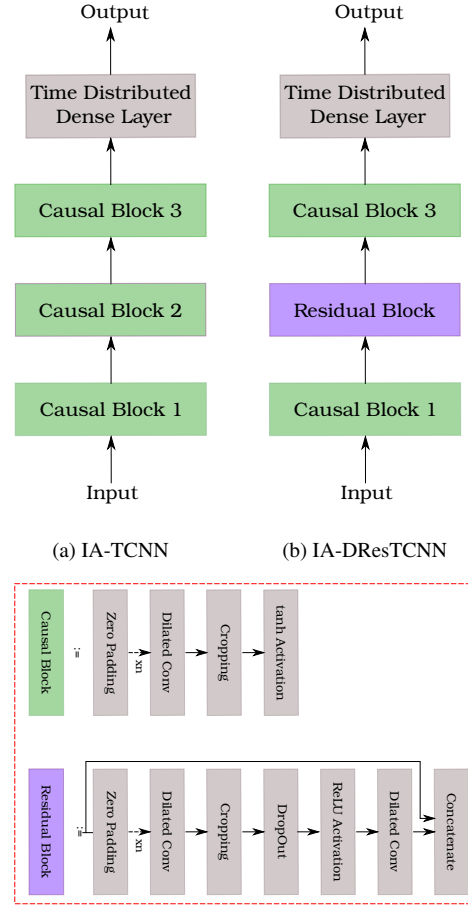 Output
Output
Time Distributed
Dense Layer
Time Distributed
Dense Layer
Causal Block 3
Causal Block 3
Causal Block 2
Residual Block
Causal Block 1
Causal Block 1
Input
Input
(a) IA-TCNN
(b) IA-DResTCNN
Causal Block
:=
Zero Padding
xn
Dilated Conv
Cropping
tanh Activation
Residual Block
:=
Zero Padding
xn
Dilated Conv
Cropping
DropOut
ReLU Activation
Dilated Conv
Concatenate